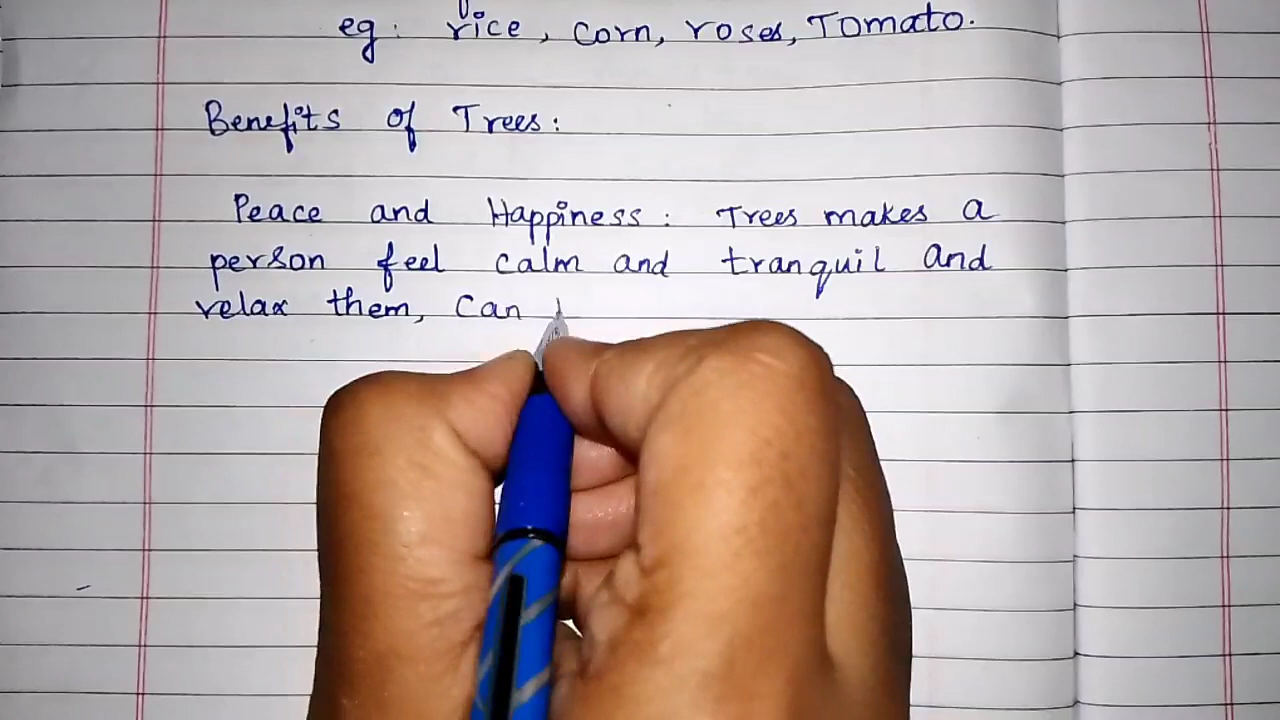 eg: rice, corn, roses, Tomato.
Benefits of Trees:
Peace and Happiness: Trees makes a
person feel calm and tranquil and
relax them, can